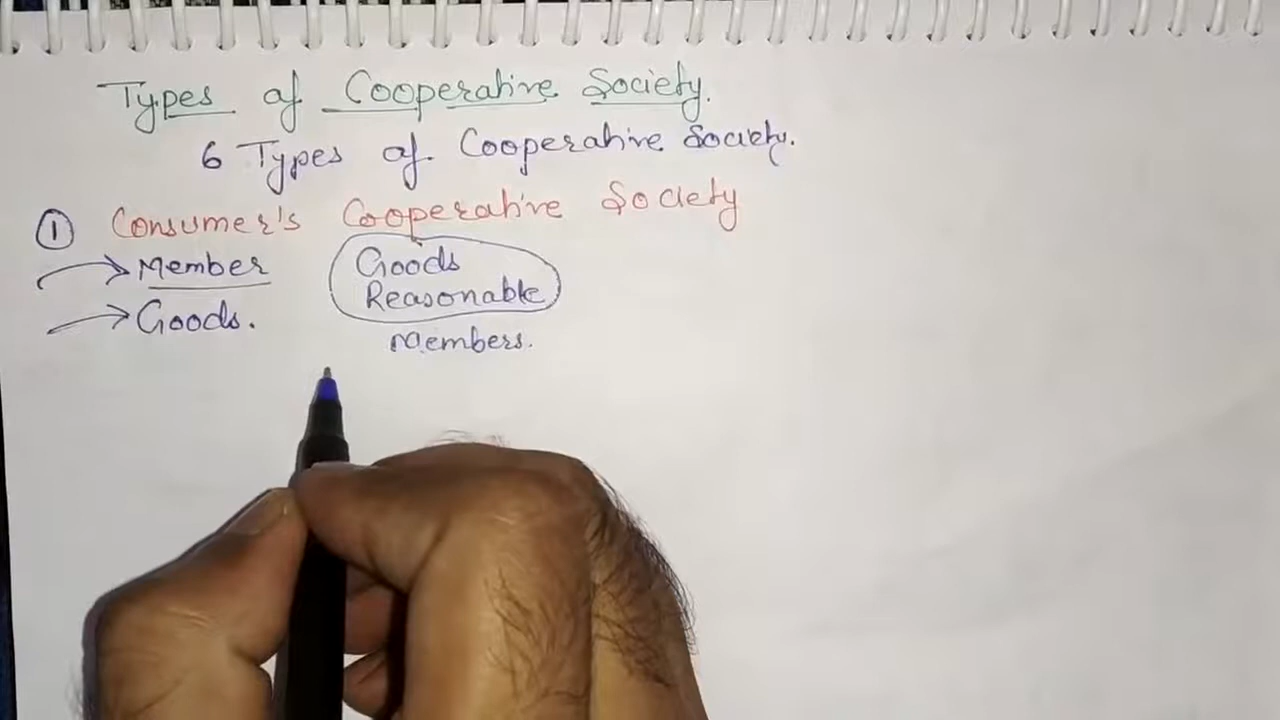 Types of Cooperative Society.
6 Types of Cooperative Society.
① Consumer's Cooperative Society
→ Member
→ Goods.
Goods
Reasonable
Members.